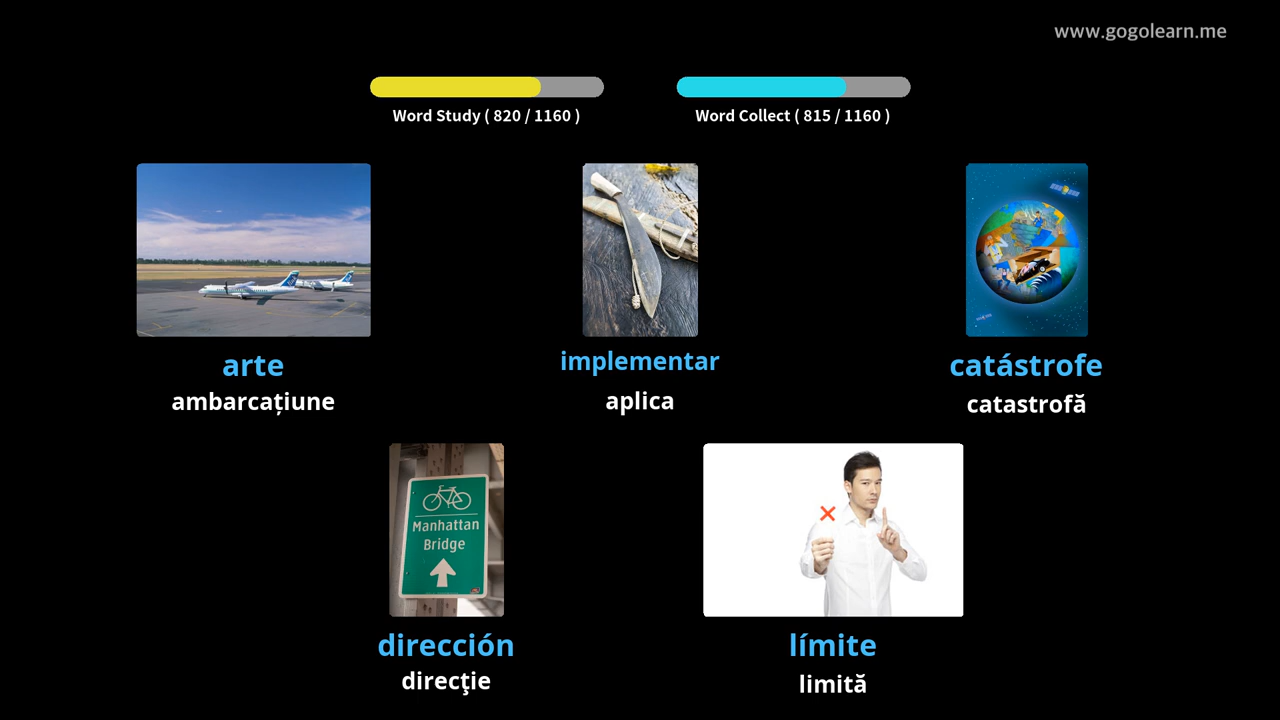 www.gogolearn.me
Word Study ( 820 / 1160 )
Word Collect ( 815 / 1160 )
arte
ambarcațiune
implementar
aplica
catástrofe
catastrofă
Manhattan
Bridge
dirección
direcţie
límite
limită